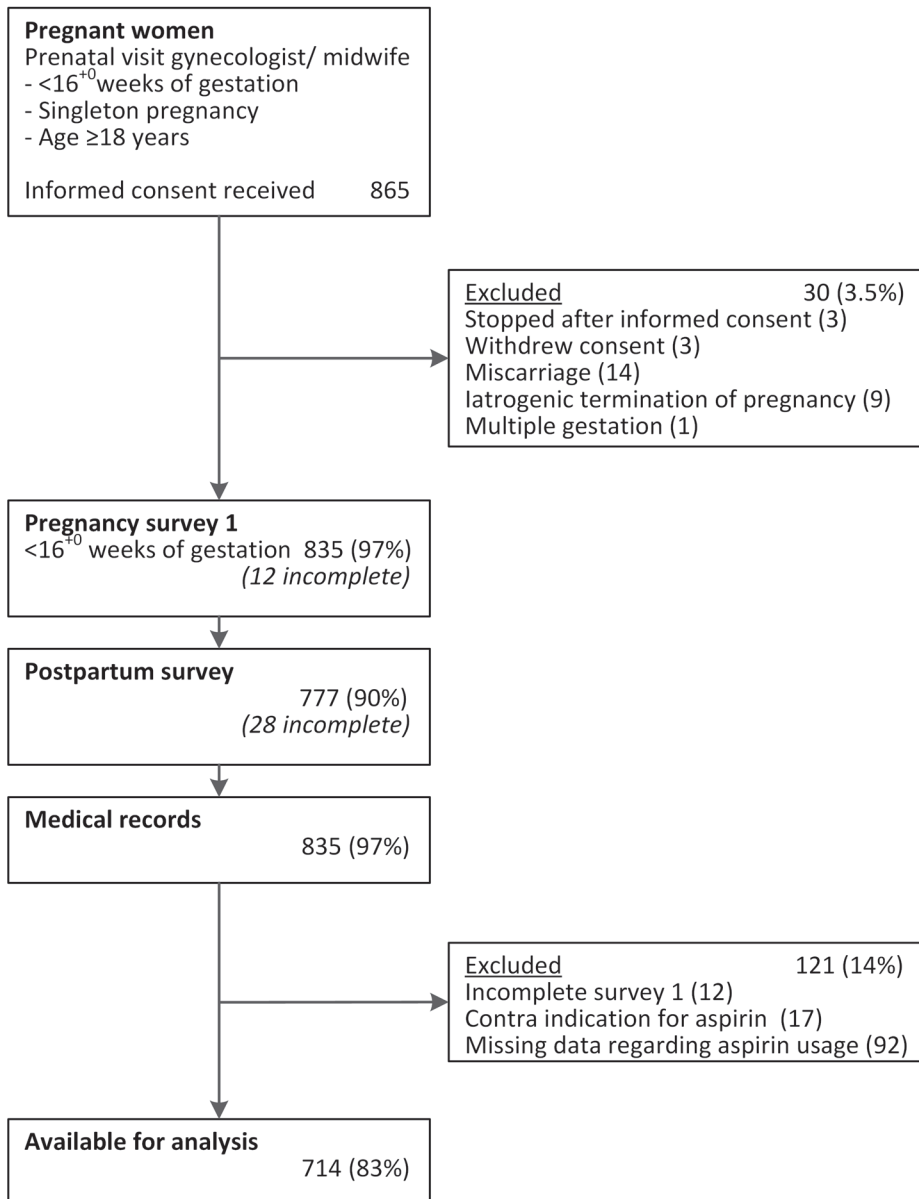 Pregnant women
Prenatal visit gynecologist/ midwife
- <16⁺⁰ weeks of gestation
- Singleton pregnancy
- Age ≥18 years
Informed consent received 865
Excluded 30 (3.5%)
Stopped after informed consent (3)
Withdrew consent (3)
Miscarriage (14)
Iatrogenic termination of pregnancy (9)
Multiple gestation (1)
Pregnancy survey 1
<16⁺⁰ weeks of gestation 835 (97%)
(12 incomplete)
Postpartum survey
777 (90%)
(28 incomplete)
Medical records
835 (97%)
Excluded 121 (14%)
Incomplete survey 1 (12)
Contra indication for aspirin (17)
Missing data regarding aspirin usage (92)
Available for analysis
714 (83%)